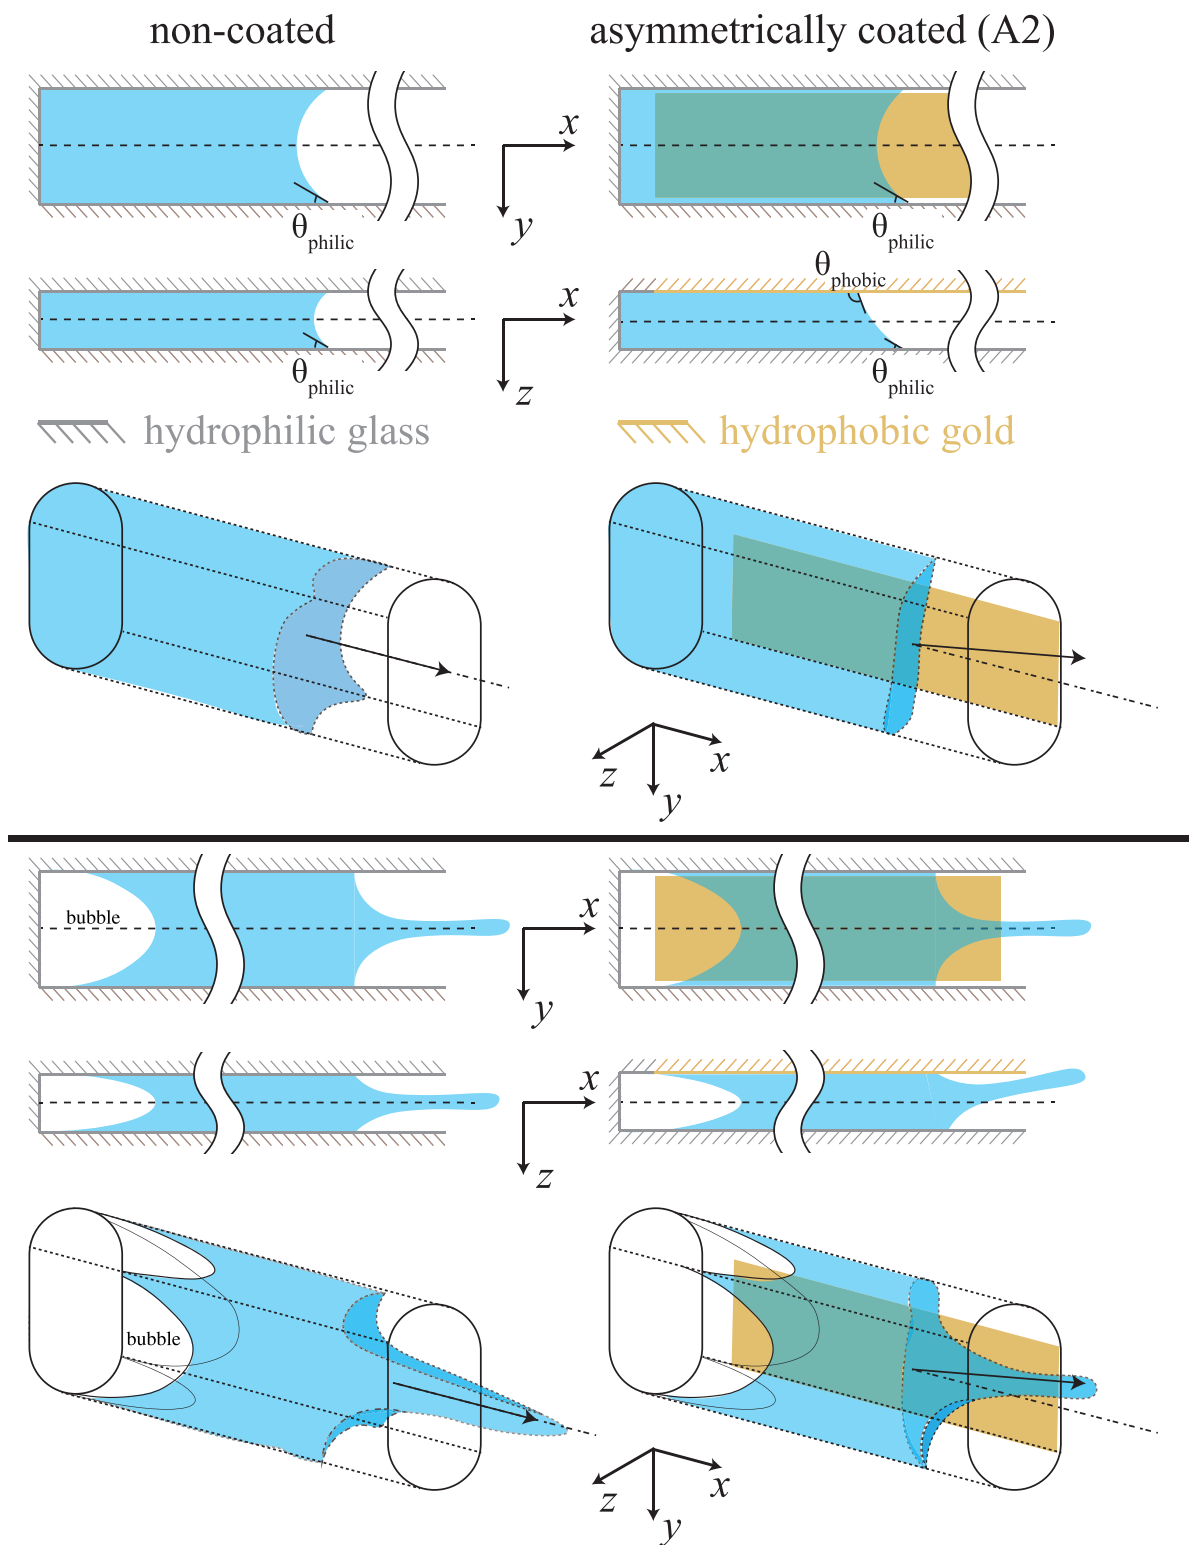 non-coated
asymmetrically coated (A2)
x
y
θphilic
θphilic
θphobic
x
z
θphilic
θphilic
hydrophilic glass
hydrophobic gold
z
x
y
bubble
x
y
x
z
bubble
z
x
y